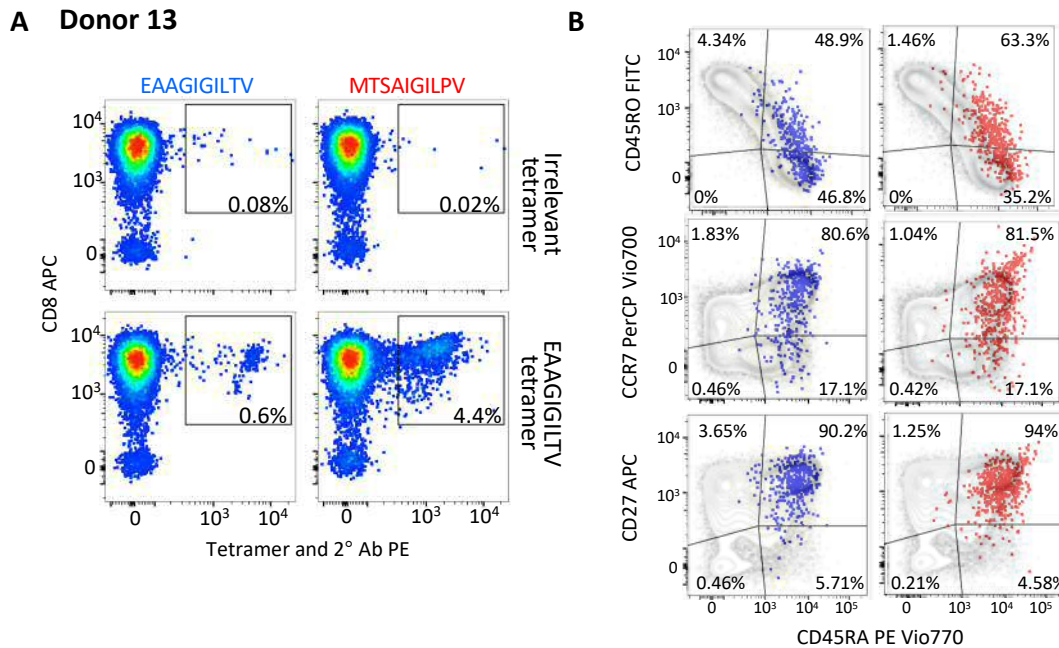 A Donor 13
EAAGIGILTV MTSAIGILPV
10⁴
10³
0
0.08%
0.02%
Irrelevant
tetramer
10⁴
10³
0
0.6%
4.4%
EAAGIGILTV
tetramer
0 10³ 10⁴ 0 10³ 10⁴
CD8 APC
Tetramer and 2° Ab PE
B
CD45RO FITC
10⁴
10³
0
4.34% 48.9%
0% 46.8%
1.46% 63.3%
0% 35.2%
CCR7 PerCP Vio700
10⁴
10³
0
1.83% 80.6%
0.46% 17.1%
1.04% 81.5%
0.42% 17.1%
CD27 APC
10⁴
10³
0
3.65% 90.2%
0.46% 5.71%
1.25% 94%
0.21% 4.58%
0 10³ 10⁴ 10⁵ 0 10³ 10⁴ 10⁵
CD45RA PE Vio770